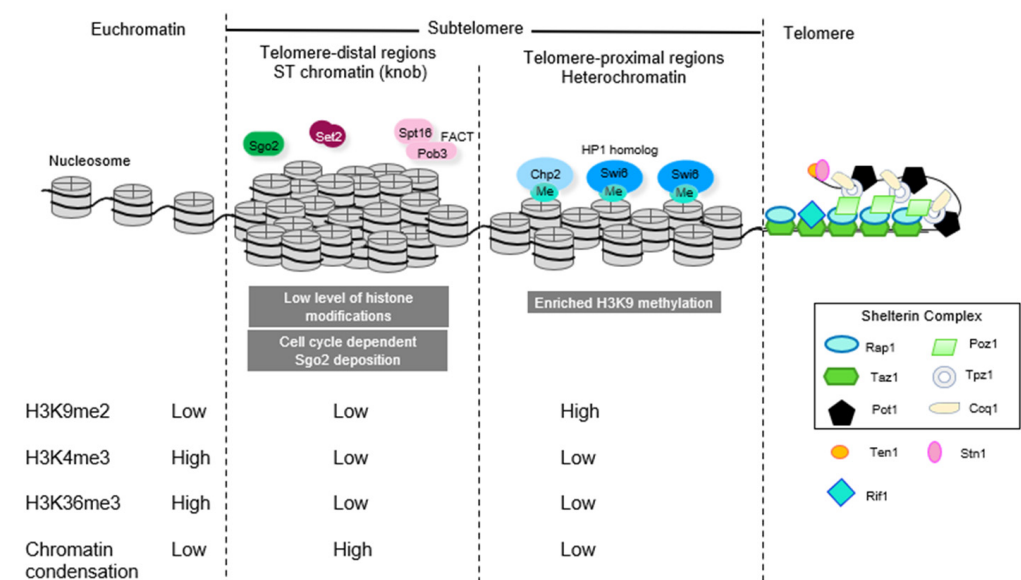 Euchromatin
Subtelomere
Telomere
Telomere-distal regions
ST chromatin (knob)
Telomere-proximal regions
Heterochromatin
Nucleosome
Sgo2
Set2
Spt16
FACT
Pob3
HP1 homolog
Chp2
Swi6
Swi6
Me
Me
Me
Low level of histone
modifications
Cell cycle dependent
Sgo2 deposition
Enriched H3K9 methylation
Shelterin Complex
Rap1
Poz1
Taz1
Tpz1
Pot1
Coq1
Ten1
Stn1
Rif1
H3K9me2 Low Low High
H3K4me3 High Low Low
H3K36me3 High Low Low
Chromatin
condensation Low High Low